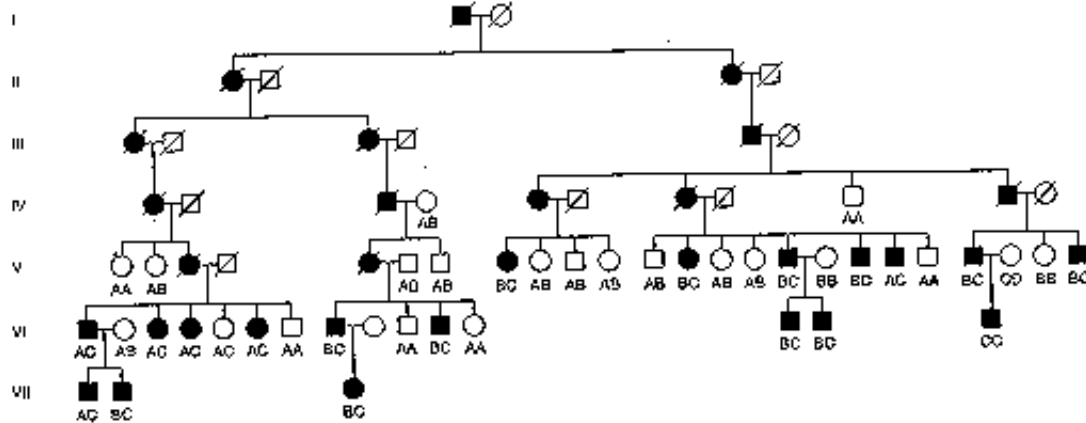 I
II
III
IV AB AA
V AA AB AG AB BC AB AB AB AB BC AB AB BC BB BC AC AA BC CC BB BC
VI AC AB AC AC AC AC AA BC AA BC AA BC BC CC
VII AC BC BC